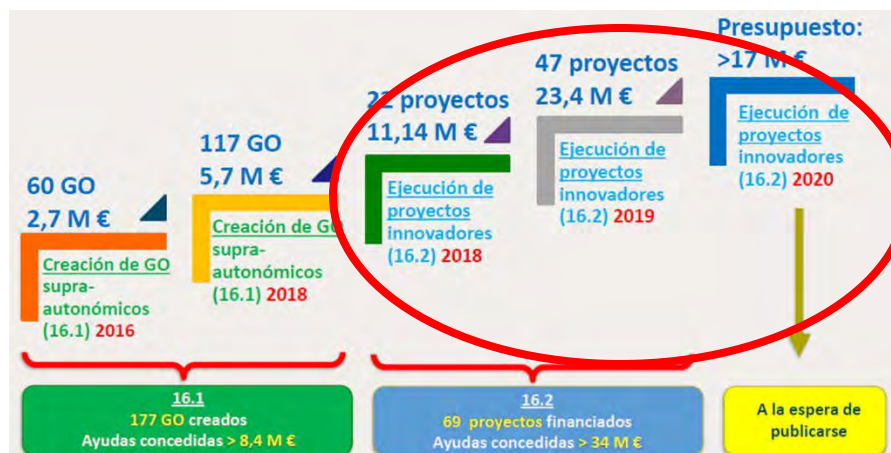 60 GO
2,7 M €
Creación de GO
supra-
autonómicos
(16.1) 2016
117 GO
5,7 M €
Creación de GO
supra-
autonómicos
(16.1) 2018
22 proyectos
11,14 M €
Ejecución de
proyectos
innovadores
(16.2) 2018
47 proyectos
23,4 M €
Ejecución de
proyectos
innovadores
(16.2) 2019
Presupuesto:
>17 M €
Ejecución de
proyectos
innovadores
(16.2) 2020
16.1
177 GO creados
Ayudas concedidas > 8,4 M €
16.2
69 proyectos financiados
Ayudas concedidas > 34 M €
A la espera de
publicarse